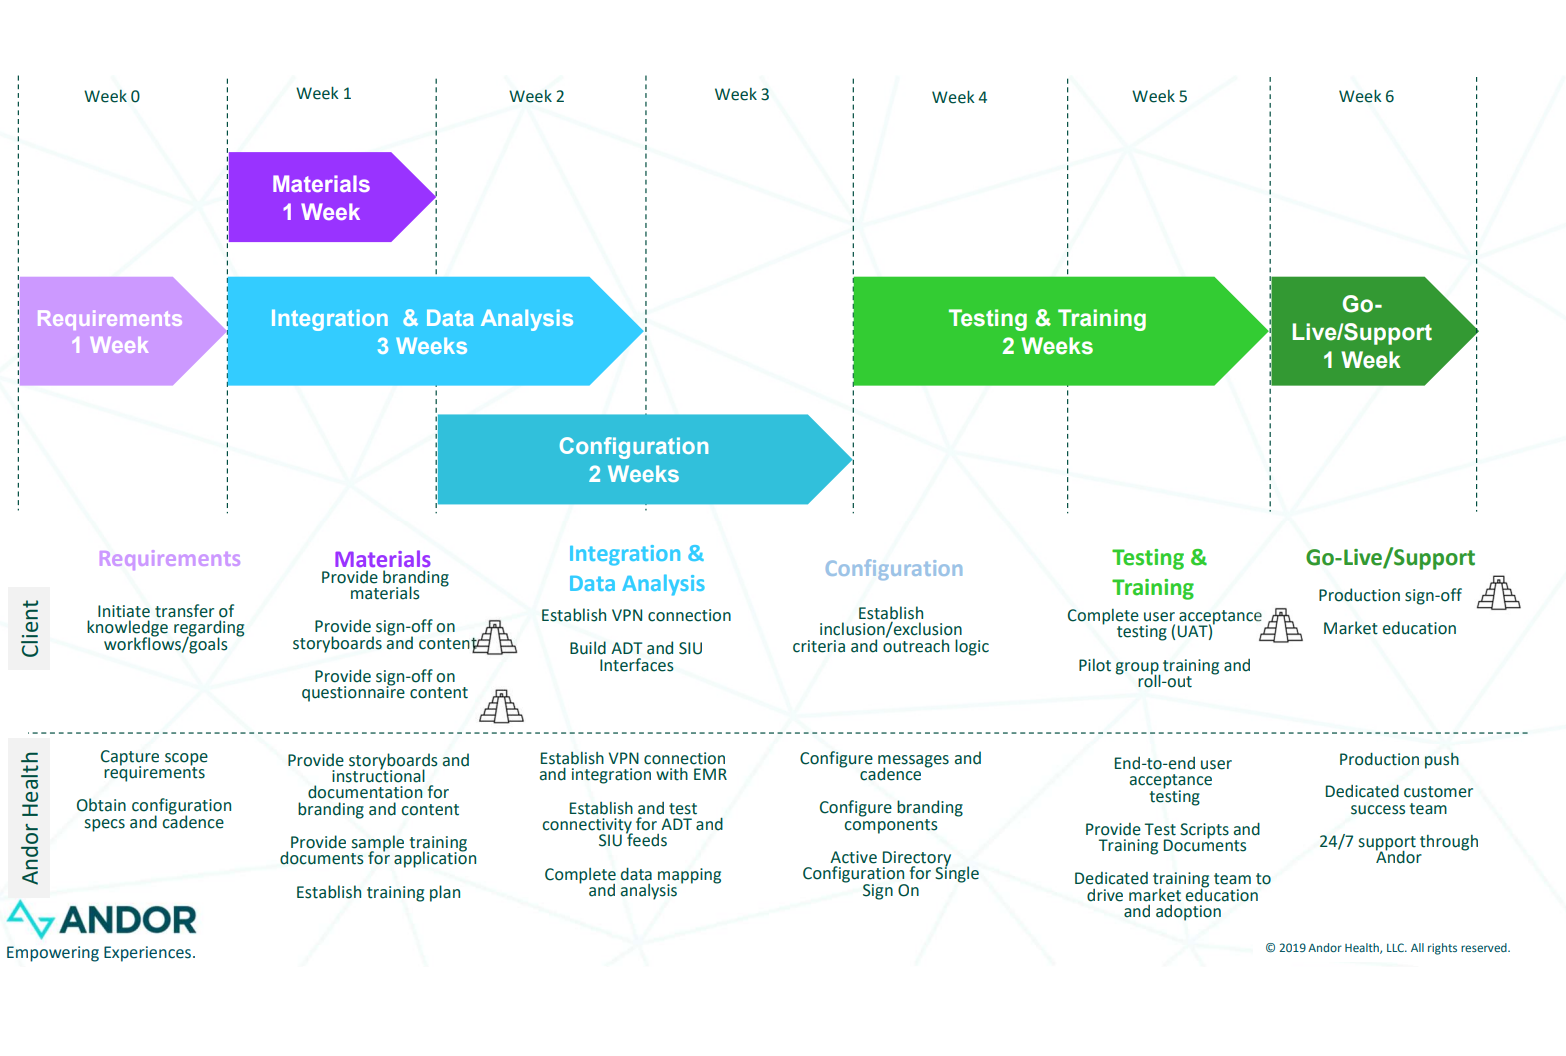 Week 0
Week 1
Week 2
Week 3
Week 4
Week 5
Week 6
Materials
1 Week
Requirements
1 Week
Integration & Data Analysis
3 Weeks
Testing & Training
2 Weeks
Go-
Live/Support
1 Week
Configuration
2 Weeks
Client
Requirements
Initiate transfer of
knowledge regarding
workflows/goals
Materials
Provide branding
materials
Provide sign-off on
storyboards and content
Provide sign-off on
questionnaire content
Integration &
Data Analysis
Establish VPN connection
Build ADT and SIU
Interfaces
Configuration
Establish
inclusion/exclusion
criteria and outreach logic
Testing &
Training
Complete user acceptance
testing (UAT)
Pilot group training and
roll-out
Go-Live/Support
Production sign-off
Market education
Andor Health
Capture scope
requirements
Obtain configuration
specs and cadence
Provide storyboards and
instructional
documentation for
branding and content
Provide sample training
documents for application
Establish training plan
Establish VPN connection
and integration with EMR
Establish and test
connectivity for ADT and
SIU feeds
Complete data mapping
and analysis
Configure messages and
cadence
Configure branding
components
Active Directory
Configuration for Single
Sign On
End-to-end user
acceptance
testing
Provide Test Scripts and
Training Documents
Dedicated training team to
drive market education
and adoption
Production push
Dedicated customer
success team
24/7 support through
Andor
ANDOR
Empowering Experiences.
© 2019 Andor Health, LLC. All rights reserved.